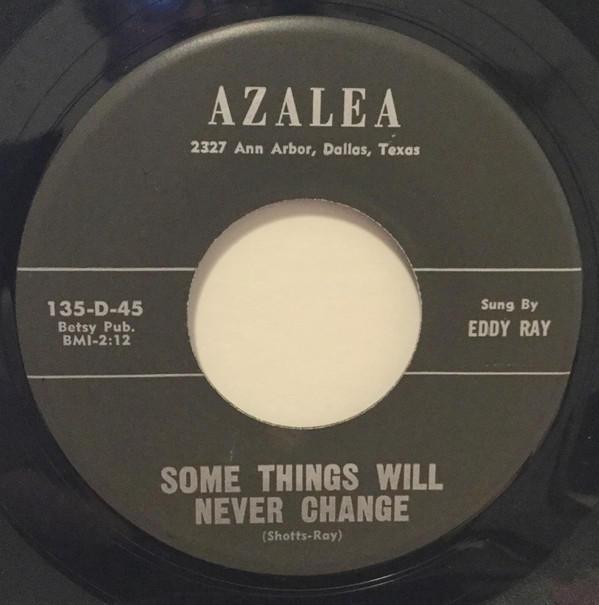 AZALEA
2327 Ann Arbor, Dallas, Texas
135-D-45
Betsy Pub.
BMI-2:12
Sung By
EDDY RAY
SOME THINGS WILL
NEVER CHANGE
(Shotts-Ray)